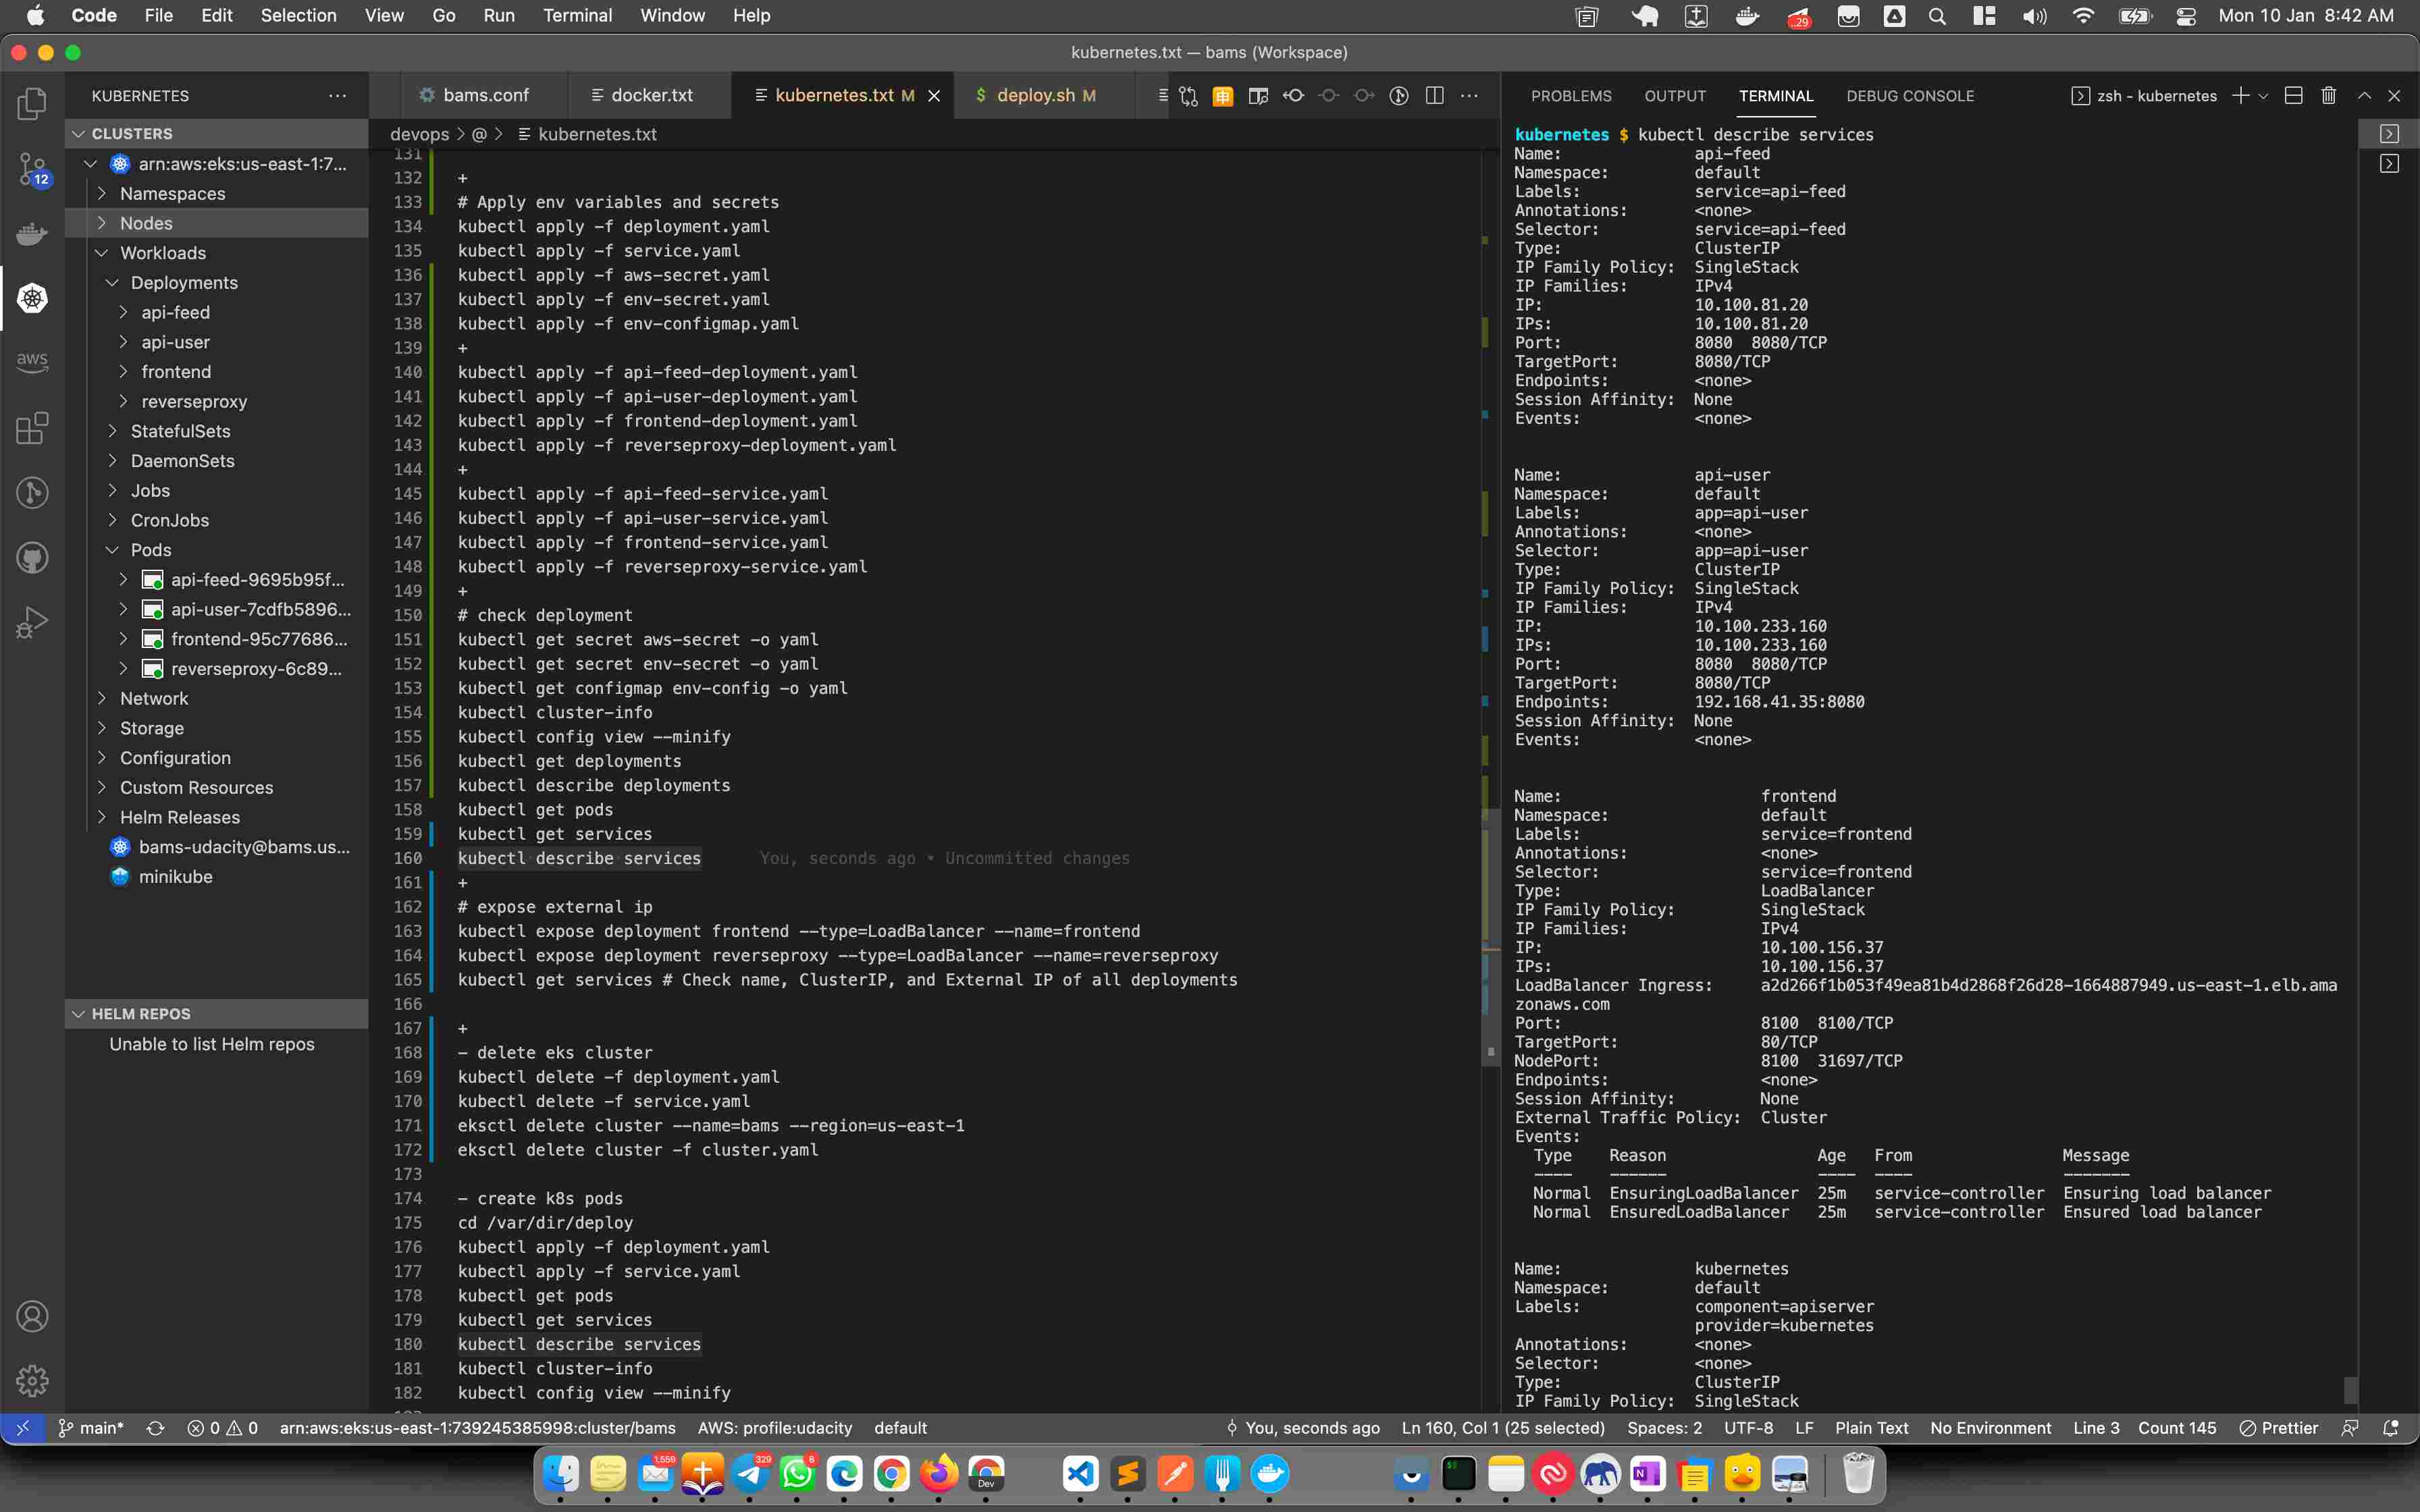 Code File Edit Selection View Go Run Terminal Window Help
..29
Mon 10 Jan 8:42 AM
kubernetes.txt — bams (Workspace)
KUBERNETES
bams.conf
docker.txt
kubernetes.txt M
$ deploy.sh M
PROBLEMS OUTPUT TERMINAL DEBUG CONSOLE
zsh - kubernetes
CLUSTERS
arn:aws:eks:us-east-1:7...
Namespaces
Nodes
Workloads
Deployments
api-feed
api-user
frontend
reverseproxy
StatefulSets
DaemonSets
Jobs
CronJobs
Pods
api-feed-9695b95f...
api-user-7cdfb5896...
frontend-95c77686...
reverseproxy-6c89...
Network
Storage
Configuration
Custom Resources
Helm Releases
bams-udacity@bams.us...
minikube
HELM REPOS
Unable to list Helm repos
12
aws
devops > @ > kubernetes.txt
131
132 +
133 # Apply env variables and secrets
134 kubectl apply -f deployment.yaml
135 kubectl apply -f service.yaml
136 kubectl apply -f aws-secret.yaml
137 kubectl apply -f env-secret.yaml
138 kubectl apply -f env-configmap.yaml
139 +
140 kubectl apply -f api-feed-deployment.yaml
141 kubectl apply -f api-user-deployment.yaml
142 kubectl apply -f frontend-deployment.yaml
143 kubectl apply -f reverseproxy-deployment.yaml
144 +
145 kubectl apply -f api-feed-service.yaml
146 kubectl apply -f api-user-service.yaml
147 kubectl apply -f frontend-service.yaml
148 kubectl apply -f reverseproxy-service.yaml
149 +
150 # check deployment
151 kubectl get secret aws-secret -o yaml
152 kubectl get secret env-secret -o yaml
153 kubectl get configmap env-config -o yaml
154 kubectl cluster-info
155 kubectl config view --minify
156 kubectl get deployments
157 kubectl describe deployments
158 kubectl get pods
159 kubectl get services
160 kubectl describe services You, seconds ago • Uncommitted changes
161 +
162 # expose external ip
163 kubectl expose deployment frontend --type=LoadBalancer --name=frontend
164 kubectl expose deployment reverseproxy --type=LoadBalancer --name=reverseproxy
165 kubectl get services # Check name, ClusterIP, and External IP of all deployments
166
167 +
168 - delete eks cluster
169 kubectl delete -f deployment.yaml
170 kubectl delete -f service.yaml
171 eksctl delete cluster --name=bams --region=us-east-1
172 eksctl delete cluster -f cluster.yaml
173
174 - create k8s pods
175 cd /var/dir/deploy
176 kubectl apply -f deployment.yaml
177 kubectl apply -f service.yaml
178 kubectl get pods
179 kubectl get services
180 kubectl describe services
181 kubectl cluster-info
182 kubectl config view --minify
kubernetes $ kubectl describe services
Name: api-feed
Namespace: default
Labels: service=api-feed
Annotations: <none>
Selector: service=api-feed
Type: ClusterIP
IP Family Policy: SingleStack
IP Families: IPv4
IP: 10.100.81.20
IPs: 10.100.81.20
Port: 8080 8080/TCP
TargetPort: 8080/TCP
Endpoints: <none>
Session Affinity: None
Events: <none>
Name: api-user
Namespace: default
Labels: app=api-user
Annotations: <none>
Selector: app=api-user
Type: ClusterIP
IP Family Policy: SingleStack
IP Families: IPv4
IP: 10.100.233.160
IPs: 10.100.233.160
Port: 8080 8080/TCP
TargetPort: 8080/TCP
Endpoints: 192.168.41.35:8080
Session Affinity: None
Events: <none>
Name: frontend
Namespace: default
Labels: service=frontend
Annotations: <none>
Selector: service=frontend
Type: LoadBalancer
IP Family Policy: SingleStack
IP Families: IPv4
IP: 10.100.156.37
IPs: 10.100.156.37
LoadBalancer Ingress: a2d266f1b053f49ea81b4d2868f26d28-1664887949.us-east-1.elb.ama
zonaws.com
Port: 8100 8100/TCP
TargetPort: 80/TCP
NodePort: 8100 31697/TCP
Endpoints: <none>
Session Affinity: None
External Traffic Policy: Cluster
Events:
Type Reason Age From Message
---- ------ ---- ---- -------
Normal EnsuringLoadBalancer 25m service-controller Ensuring load balancer
Normal EnsuredLoadBalancer 25m service-controller Ensured load balancer
Name: kubernetes
Namespace: default
Labels: component=apiserver
provider=kubernetes
Annotations: <none>
Selector: <none>
Type: ClusterIP
IP Family Policy: SingleStack
main* 0 0 arn:aws:eks:us-east-1:739245385998:cluster/bams AWS: profile:udacity default
You, seconds ago Ln 160, Col 1 (25 selected) Spaces: 2 UTF-8 LF Plain Text No Environment Line 3 Count 145 Prettier
1,559
329
8
Dev
$$
N